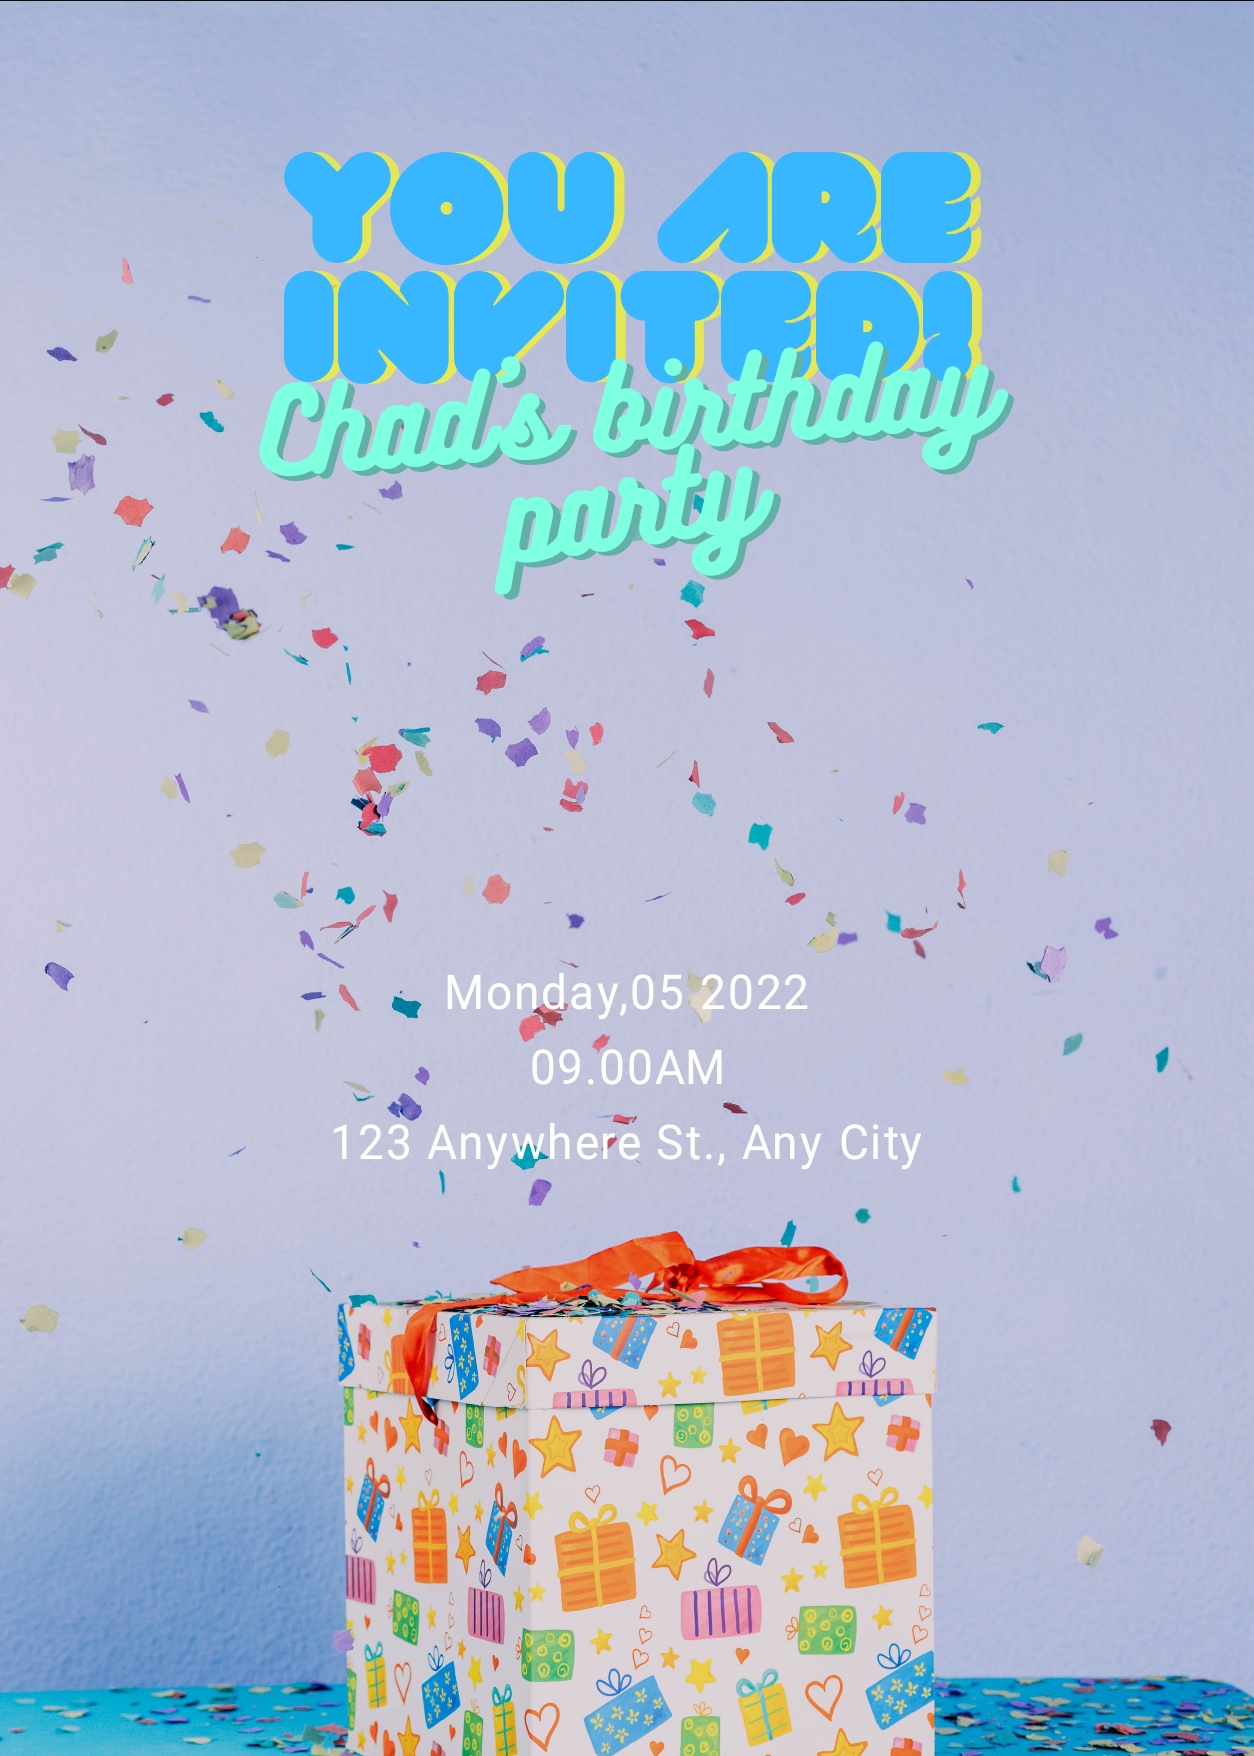 YOU ARE
INVITED!
Chad's birthday
party
Monday,05 2022
09.00AM
123 Anywhere St., Any City